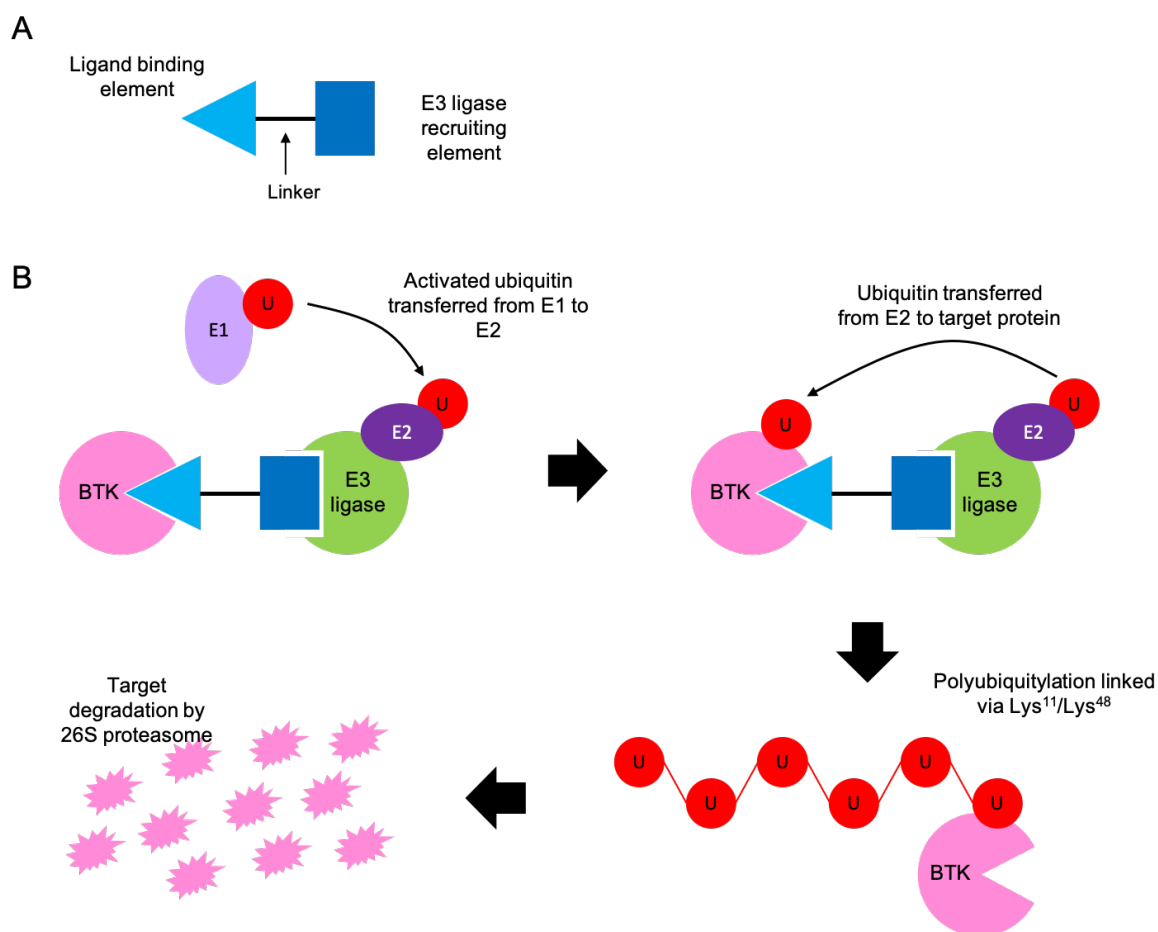 A
Ligand binding
element
E3 ligase
recruiting
element
Linker
B
E1
U
Activated ubiquitin
transferred from E1 to
E2
U
E2
BTK
E3
ligase
Ubiquitin transferred
from E2 to target protein
U
U
E2
BTK
E3
ligase
Polyubiquitylation linked
via Lys¹¹/Lys⁴⁸
U
U
U
U
U
U
BTK
Target
degradation by
26S proteasome